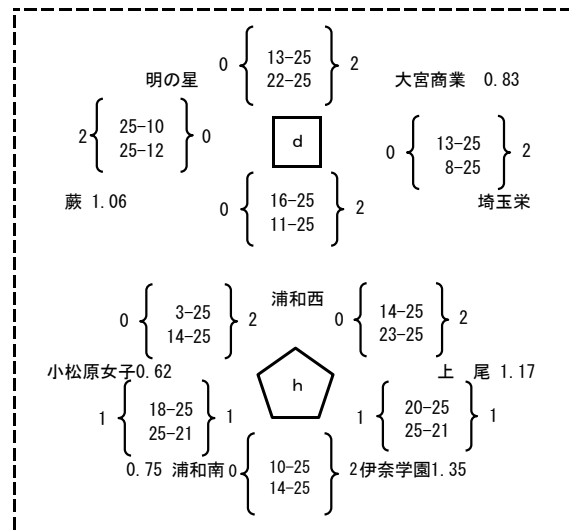 0 { 13-25 } 2
22-25
明の星
大宮商業 0.83
2 { 25-10 } 0
25-12
d
0 { 13-25 } 2
8-25
蕨 1.06
0 { 16-25 } 2
11-25
埼玉栄
0 { 3-25 } 2
14-25
浦和西
0 { 14-25 } 2
23-25
小松原女子0.62
h
上 尾 1.17
1 { 18-25 } 1
25-21
1 { 20-25 } 1
25-21
0.75 浦和南 0 { 10-25 } 2 伊奈学園1.35
14-25